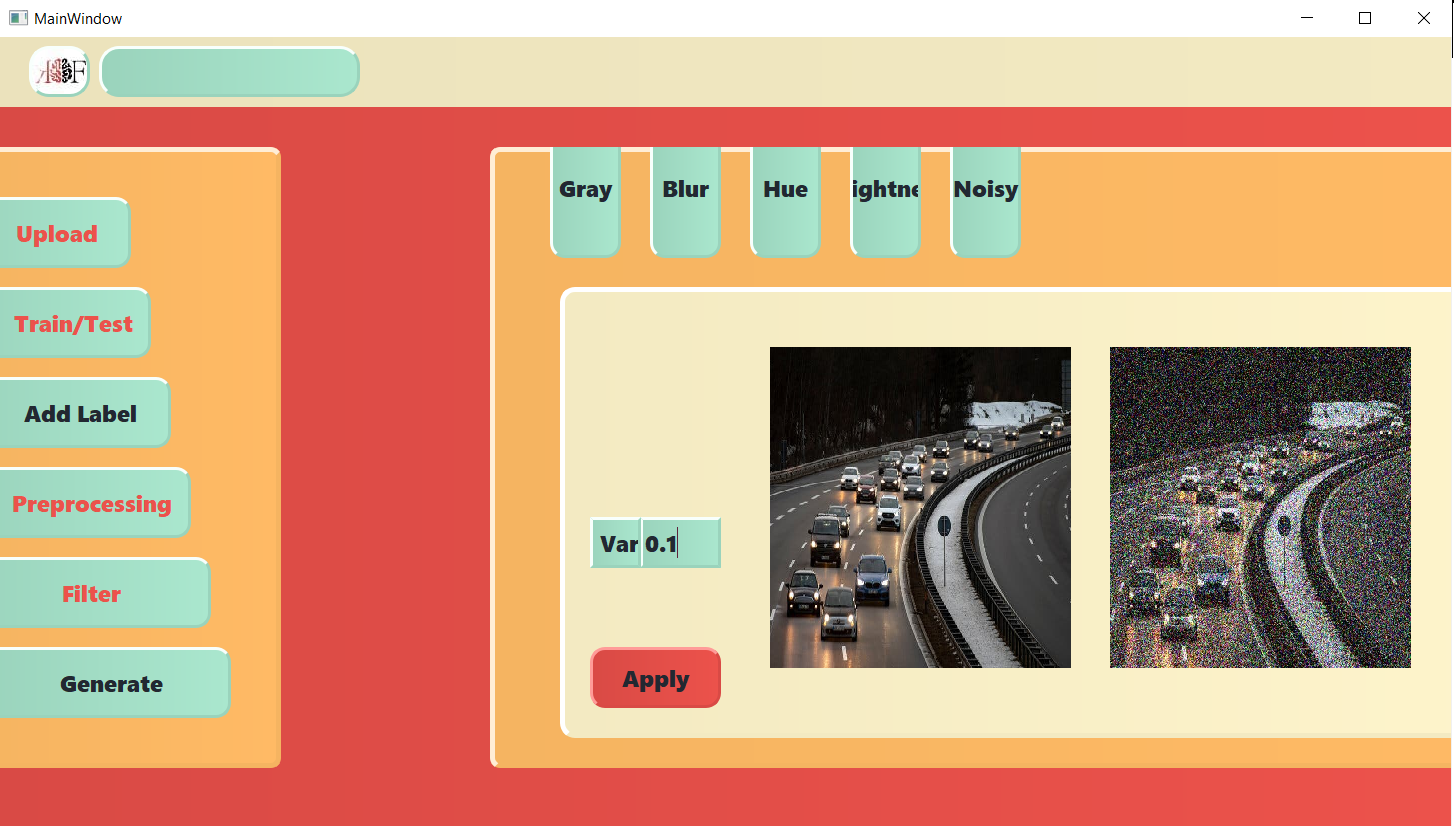 MainWindow
Gray
Blur
Hue
ightne
Noisy
Upload
Train/Test
Add Label
Preprocessing
Filter
Generate
Var 0.1
Apply